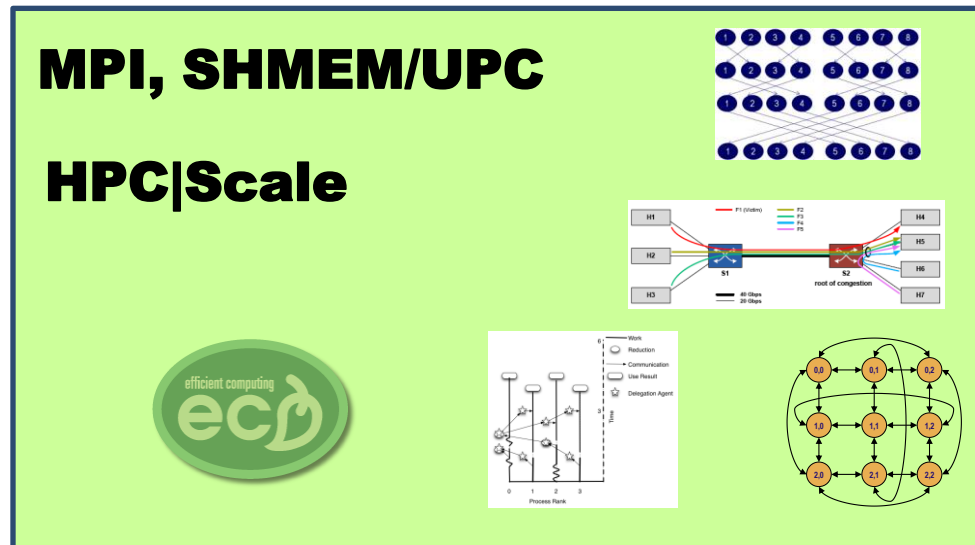 MPI, SHMEM/UPC
HPC|Scale
1 2 3 4 5 6 7 8
1 2 3 4 5 6 7 8
1 2 3 4 5 6 7 8
1 2 3 4 5 6 7 8
F1 (Victim)
F2
F3
F4
F5
H1
H2
H3
S1
S2
root of congestion
H4
H5
H6
H7
40 Gbps
20 Gbps
efficient computing
eco
Work
Reduction
Communication
Use Result
Delegation Agent
6
3
Time
0 1 2 3
Process Rank
0,0 0,1 0,2
1,0 1,1 1,2
2,0 2,1 2,2